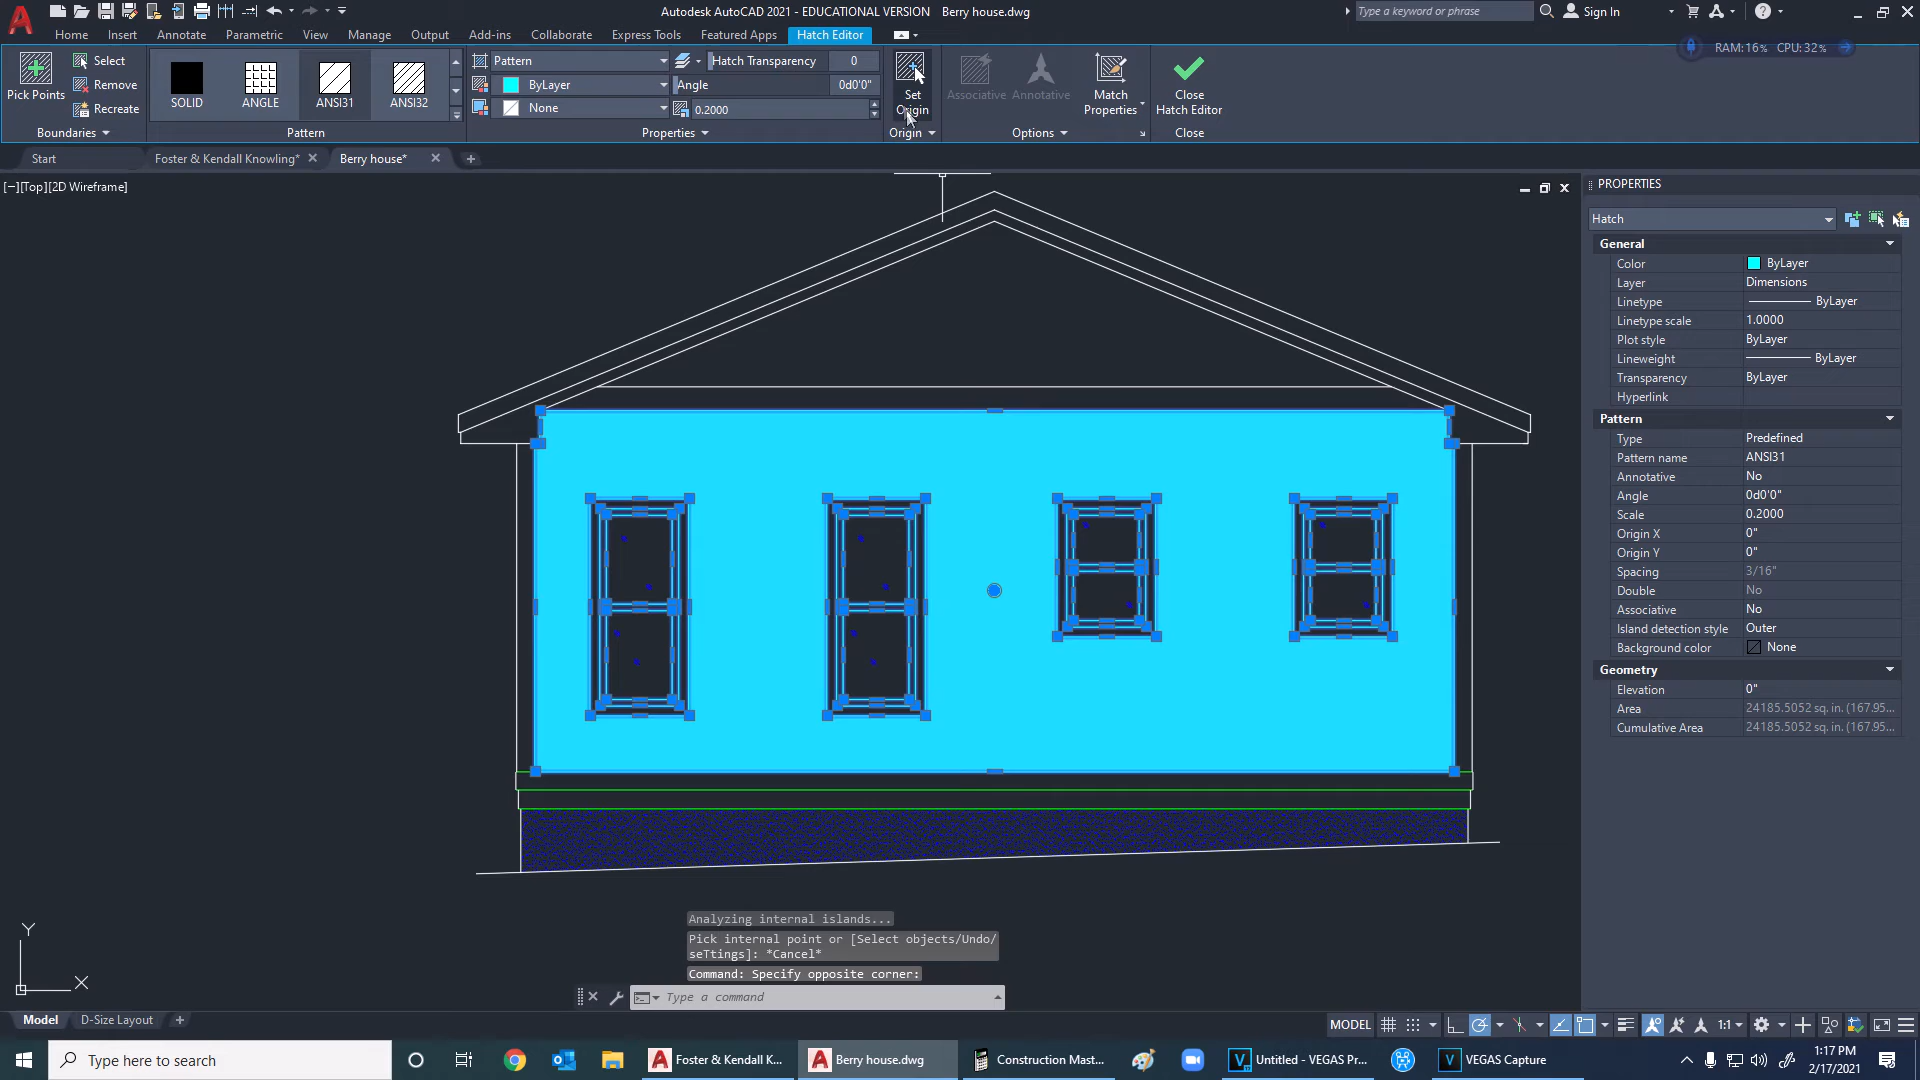 Autodesk AutoCAD 2021 - EDUCATIONAL VERSION Berry house.dwg
Type a keyword or phrase
Sign In
Home Insert Annotate Parametric View Manage Output Add-ins Collaborate Express Tools Featured Apps Hatch Editor
RAM:16% CPU:32%
Pick Points
Select
Remove
Recreate
Boundaries
SOLID
ANGLE
ANSI31
ANSI32
Pattern
Pattern
ByLayer
None
Hatch Transparency 0
Angle 0d0'0"
0.2000
Properties
Set
Origin
Origin
Associative
Annotative
Match
Properties
Options
Close
Hatch Editor
Close
Start
Foster & Kendall Knowling*
Berry house*
[−][Top][2D Wireframe]
PROPERTIES
Hatch
General
Color ByLayer
Layer Dimensions
Linetype ByLayer
Linetype scale 1.0000
Plot style ByLayer
Lineweight ByLayer
Transparency ByLayer
Hyperlink
Pattern
Type Predefined
Pattern name ANSI31
Annotative No
Angle 0d0'0"
Scale 0.2000
Origin X 0"
Origin Y 0"
Spacing 3/16"
Double No
Associative No
Island detection style Outer
Background color None
Geometry
Elevation 0"
Area 24185.5052 sq. in. (167.95...
Cumulative Area 24185.5052 sq. in. (167.95...
Analyzing internal islands...
Pick internal point or [Select objects/Undo/
seTtings]: *Cancel*
Command: Specify opposite corner:
Type a command
Y
X
Model
D-Size Layout
MODEL
1:1
Type here to search
Foster & Kendall K...
Berry house.dwg
Construction Mast...
Untitled - VEGAS Pr...
VEGAS Capture
1:17 PM
2/17/2021